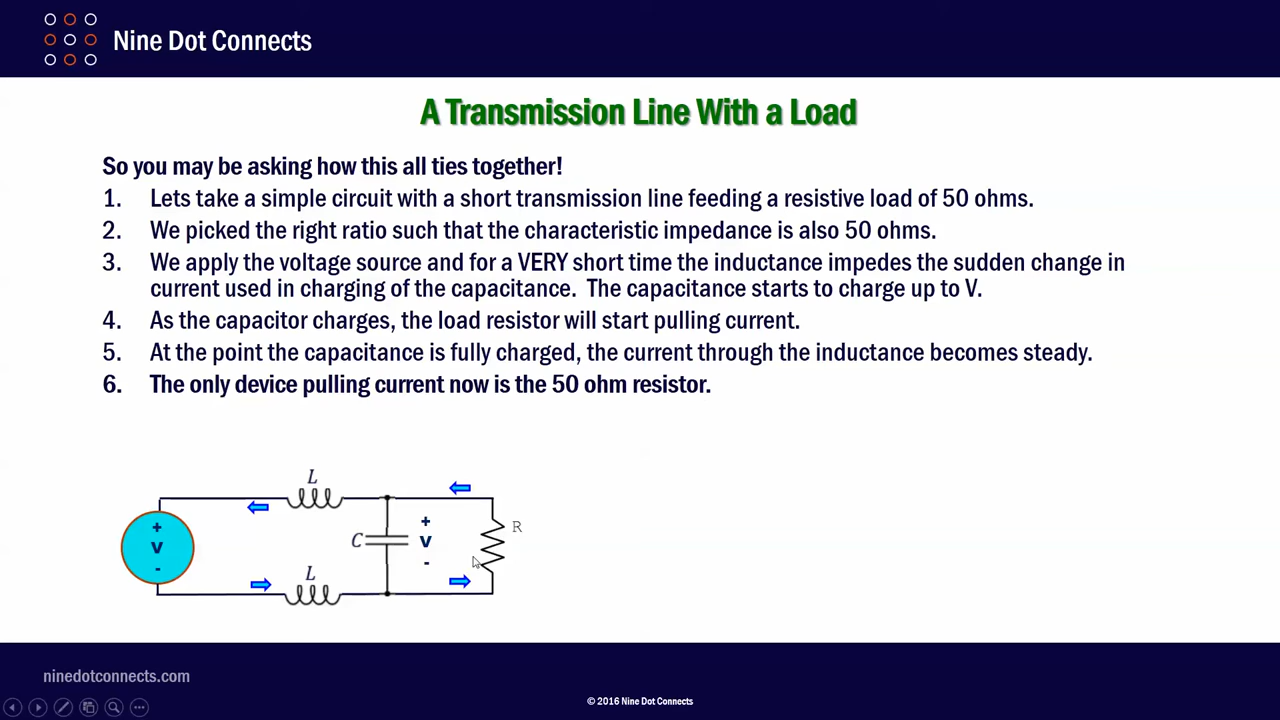 Nine Dot Connects
A Transmission Line With a Load
So you may be asking how this all ties together!
1. Lets take a simple circuit with a short transmission line feeding a resistive load of 50 ohms.
2. We picked the right ratio such that the characteristic impedance is also 50 ohms.
3. We apply the voltage source and for a VERY short time the inductance impedes the sudden change in
current used in charging of the capacitance. The capacitance starts to charge up to V.
4. As the capacitor charges, the load resistor will start pulling current.
5. At the point the capacitance is fully charged, the current through the inductance becomes steady.
6. The only device pulling current now is the 50 ohm resistor.
L
+
V
-
C
+
V
-
R
L
ninedotconnects.com
© 2016 Nine Dot Connects